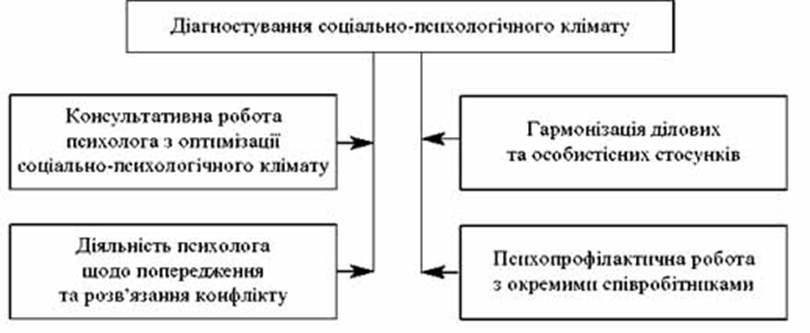 Діагностування соціально-психологічного клімату
Консультативна робота
психолога з оптимізації
соціально-психологічного клімату
Гармонізація ділових
та особистісних стосунків
Діяльність психолога
щодо попередження
та розв’язання конфлікту
Психопрофілактична робота
з окремими співробітниками